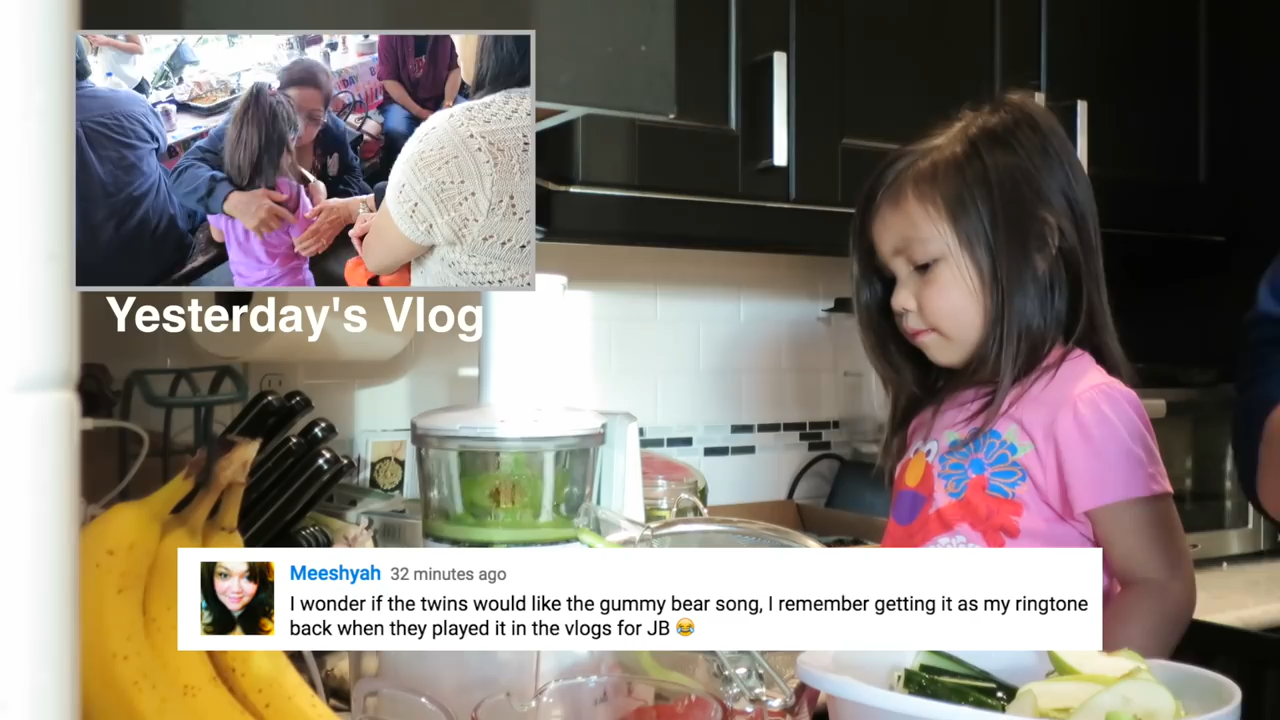 Yesterday's Vlog
Meeshyah 32 minutes ago
I wonder if the twins would like the gummy bear song, I remember getting it as my ringtone
back when they played it in the vlogs for JB 😂